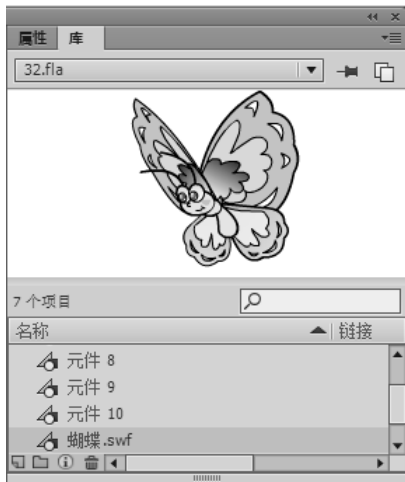 属性 库
32.fla
7 个项目
名称 链接
元件 8
元件 9
元件 10
蝴蝶.swf